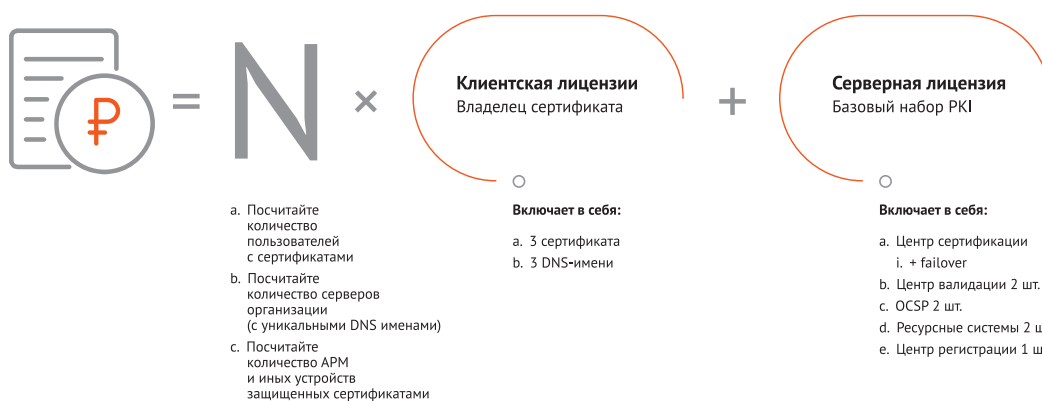 ₽ = N × + 
Клиентская лицензии
Владелец сертификата
Серверная лицензия
Базовый набор PKI
a. Посчитайте
количество
пользователей
с сертификатами
b. Посчитайте
количество серверов
организации
(с уникальными DNS именами)
c. Посчитайте
количество АРМ
и иных устройств
защищенных сертификатами
Включает в себя:
a. 3 сертификата
b. 3 DNS-имени
Включает в себя:
a. Центр сертификации
i. + failover
b. Центр валидации 2 шт.
c. OCSP 2 шт.
d. Ресурсные системы 2
e. Центр регистрации 1